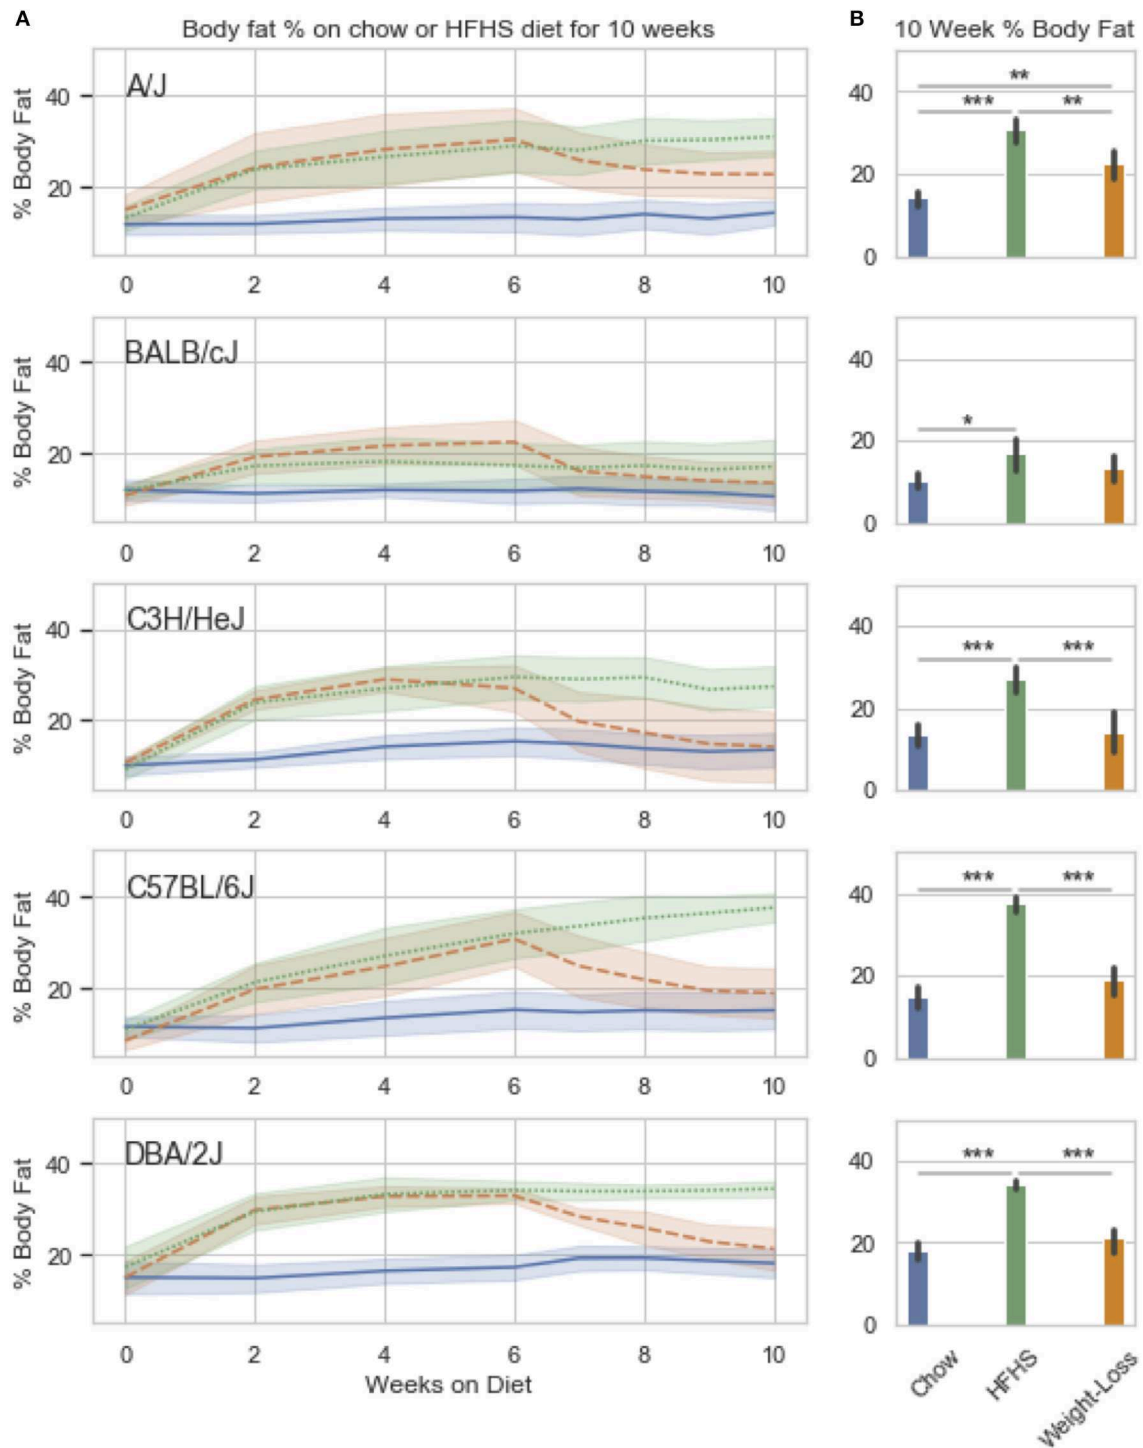 A Body fat % on chow or HFHS diet for 10 weeks B 10 Week % Body Fat
A/J
% Body Fat
40
20
0 2 4 6 8 10
40
20
0
**
*** **
BALB/cJ
% Body Fat
40
20
0 2 4 6 8 10
40
20
0
*
C3H/HeJ
% Body Fat
40
20
0 2 4 6 8 10
40
20
0
*** ***
C57BL/6J
% Body Fat
40
20
0 2 4 6 8 10
40
20
0
*** ***
DBA/2J
% Body Fat
40
20
0 2 4 6 8 10
Weeks on Diet
40
20
0
*** ***
Chow HFHS Weight-Loss